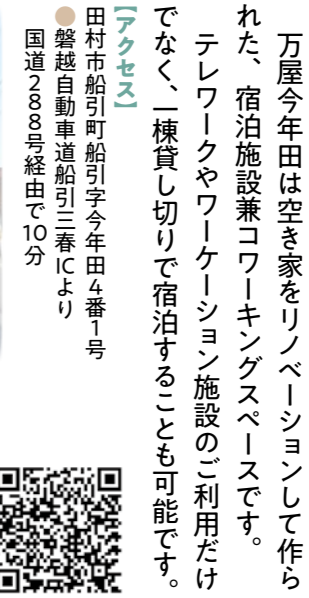 万屋今年田は空き家をリノベーションして作ら
れた、宿泊施設兼コワーキングスペースです。
　テレワークやワーケーション施設のご利用だけ
でなく、一棟貸し切りで宿泊することも可能です。
【アクセス】
田村市船引町船引字今年田4番1号
●磐越自動車道船引三春ICより
国道288号経由で10分